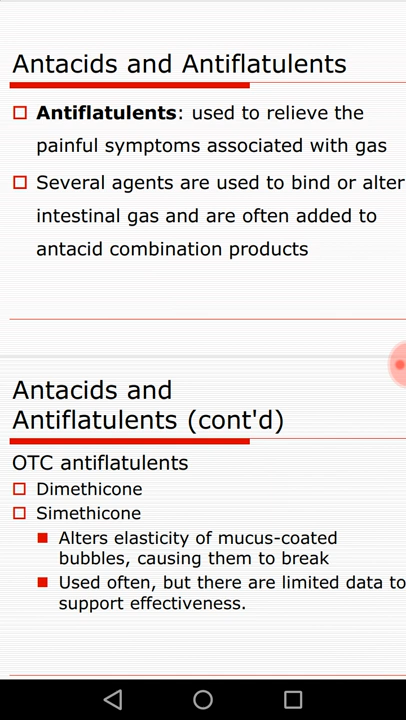 Antacids and Antiflatulents
Antiflatulents: used to relieve the
painful symptoms associated with gas
Several agents are used to bind or alter
intestinal gas and are often added to
antacid combination products
Antacids and
Antiflatulents (cont'd)
OTC antiflatulents
Dimethicone
Simethicone
Alters elasticity of mucus-coated
bubbles, causing them to break
Used often, but there are limited data to
support effectiveness.